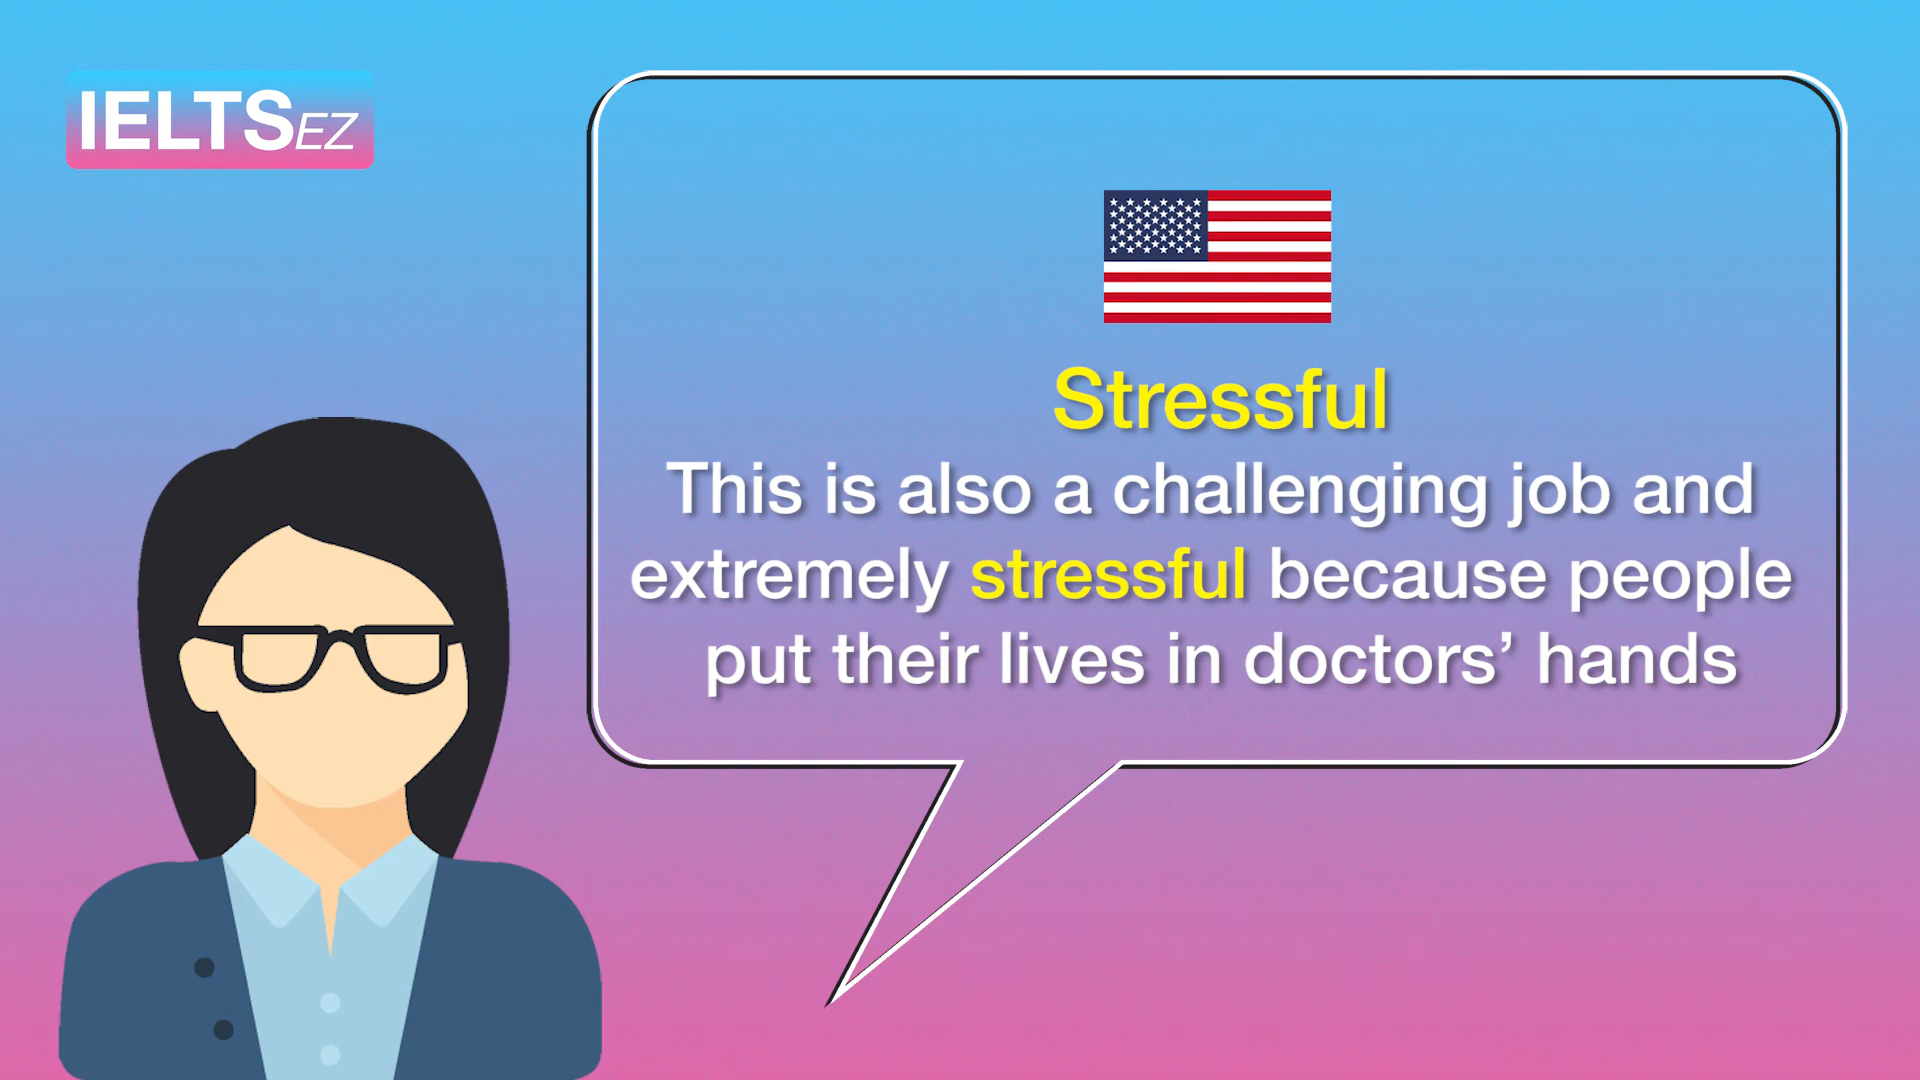 IELTSEZ
Stressful
This is also a challenging job and
extremely stressful because people
put their lives in doctors’ hands